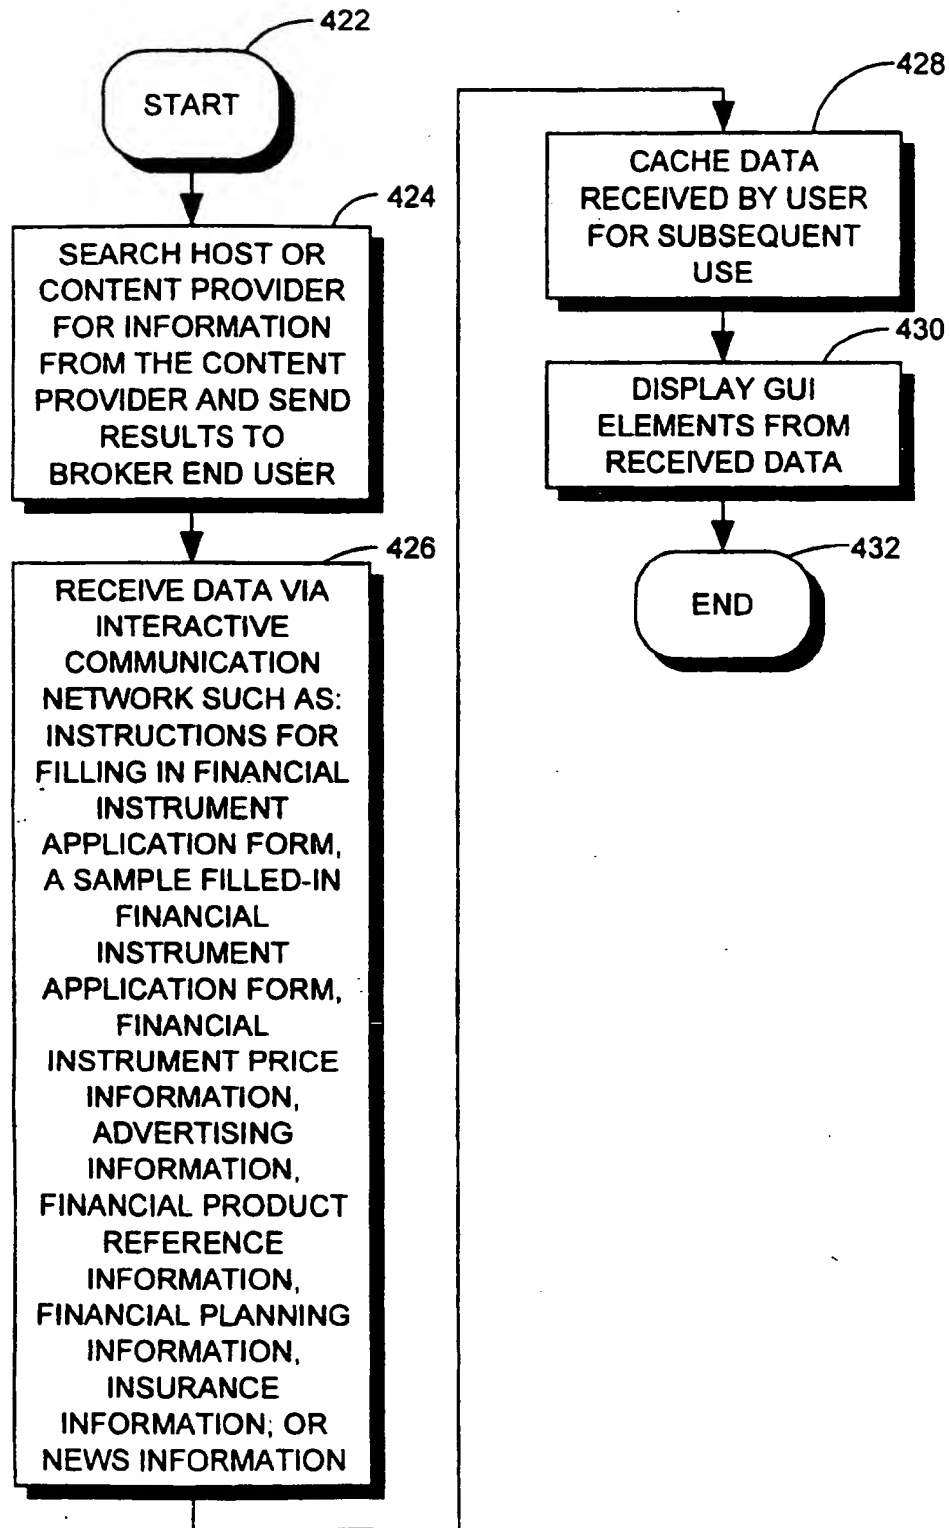 422
START
424
SEARCH HOST OR
CONTENT PROVIDER
FOR INFORMATION
FROM THE CONTENT
PROVIDER AND SEND
RESULTS TO
BROKER END USER
426
RECEIVE DATA VIA
INTERACTIVE
COMMUNICATION
NETWORK SUCH AS:
INSTRUCTIONS FOR
FILLING IN FINANCIAL
INSTRUMENT
APPLICATION FORM,
A SAMPLE FILLED-IN
FINANCIAL
INSTRUMENT
APPLICATION FORM,
FINANCIAL
INSTRUMENT PRICE
INFORMATION,
ADVERTISING
INFORMATION,
FINANCIAL PRODUCT
REFERENCE
INFORMATION,
FINANCIAL PLANNING
INFORMATION,
INSURANCE
INFORMATION; OR
NEWS INFORMATION
428
CACHE DATA
RECEIVED BY USER
FOR SUBSEQUENT
USE
430
DISPLAY GUI
ELEMENTS FROM
RECEIVED DATA
432
END